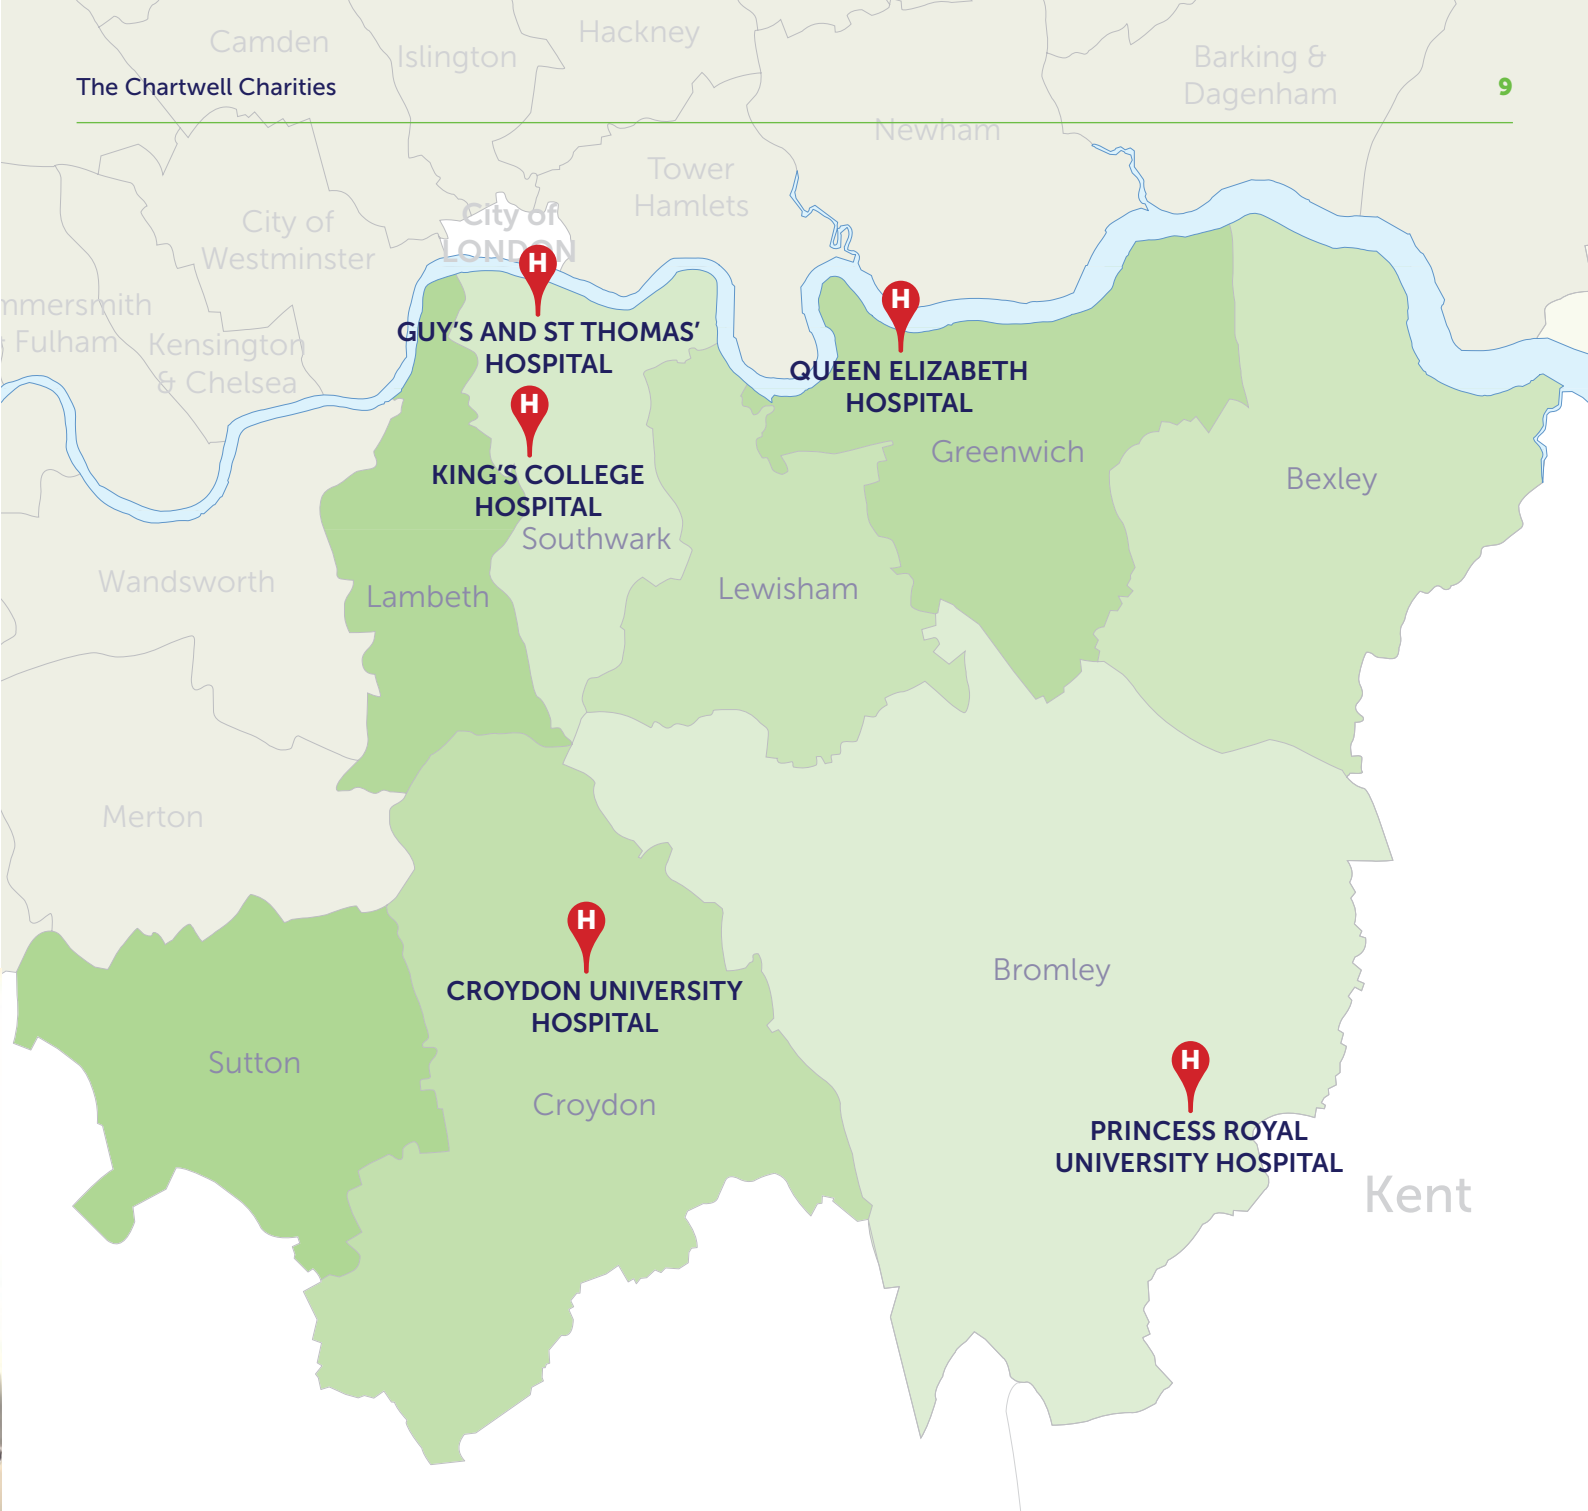 Camden
Islington
Hackney
Barking &
Dagenham
The Chartwell Charities
9
Newham
Tower
Hamlets
City of
Westminster
City of
LONDON
H
GUY'S AND ST THOMAS'
HOSPITAL
mmersmith
Fulham
Kensington
& Chelsea
H
QUEEN ELIZABETH
HOSPITAL
H
KING'S COLLEGE
HOSPITAL
Southwark
Greenwich
Bexley
Wandsworth
Lambeth
Lewisham
Merton
H
CROYDON UNIVERSITY
HOSPITAL
Bromley
Sutton
Croydon
H
PRINCESS ROYAL
UNIVERSITY HOSPITAL
Kent